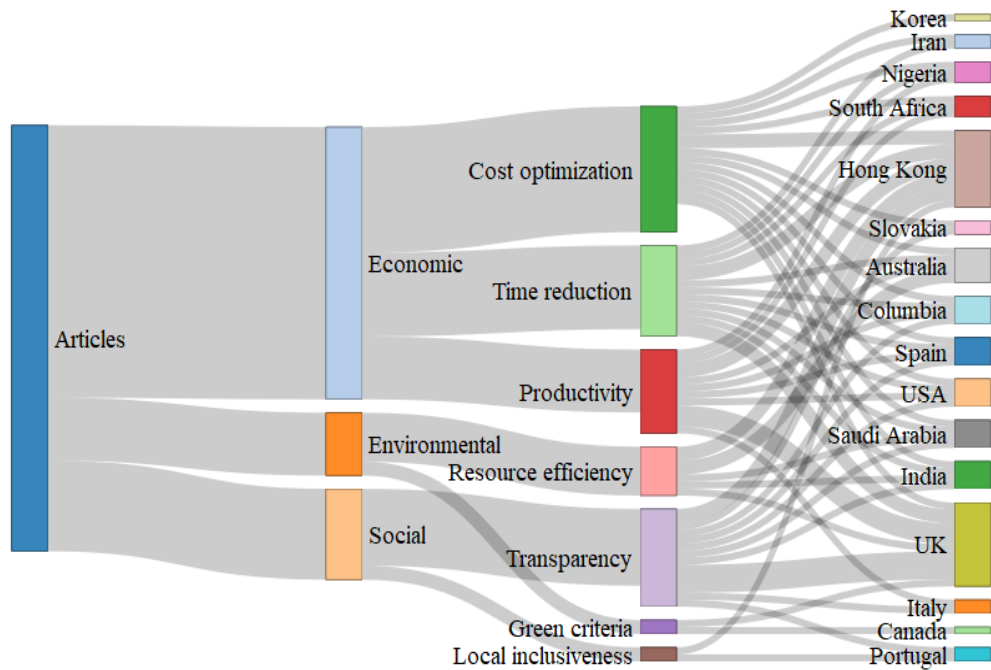 Articles
Economic
Environmental
Social
Cost optimization
Time reduction
Productivity
Resource efficiency
Transparency
Green criteria
Local inclusiveness
Korea
Iran
Nigeria
South Africa
Hong Kong
Slovakia
Australia
Columbia
Spain
USA
Saudi Arabia
India
UK
Italy
Canada
Portugal